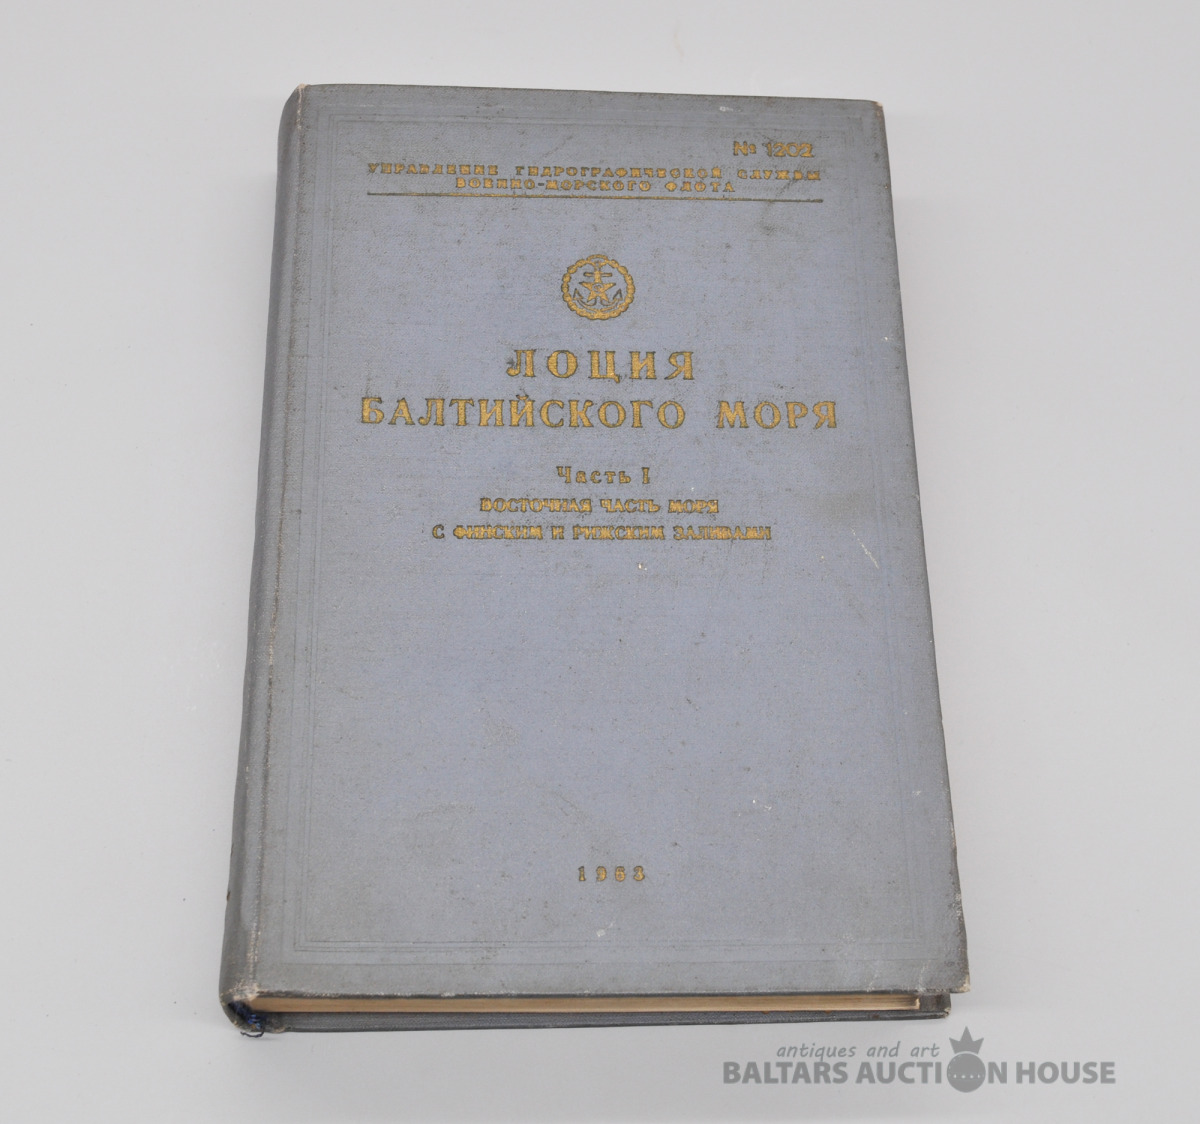 № 1202
УПРАВЛЕНИЕ ГИДРОГРАФИЧЕСКОЙ СЛУЖБЫ
ВОЕННО-МОРСКОГО ФЛОТА
ЛОЦИЯ
БАЛТИЙСКОГО МОРЯ
Часть I
ВОСТОЧНАЯ ЧАСТЬ МОРЯ
С ФИНСКИМ И РИЖСКИМ ЗАЛИВАМИ
1963
antiques and art
BALTARS AUCTION HOUSE